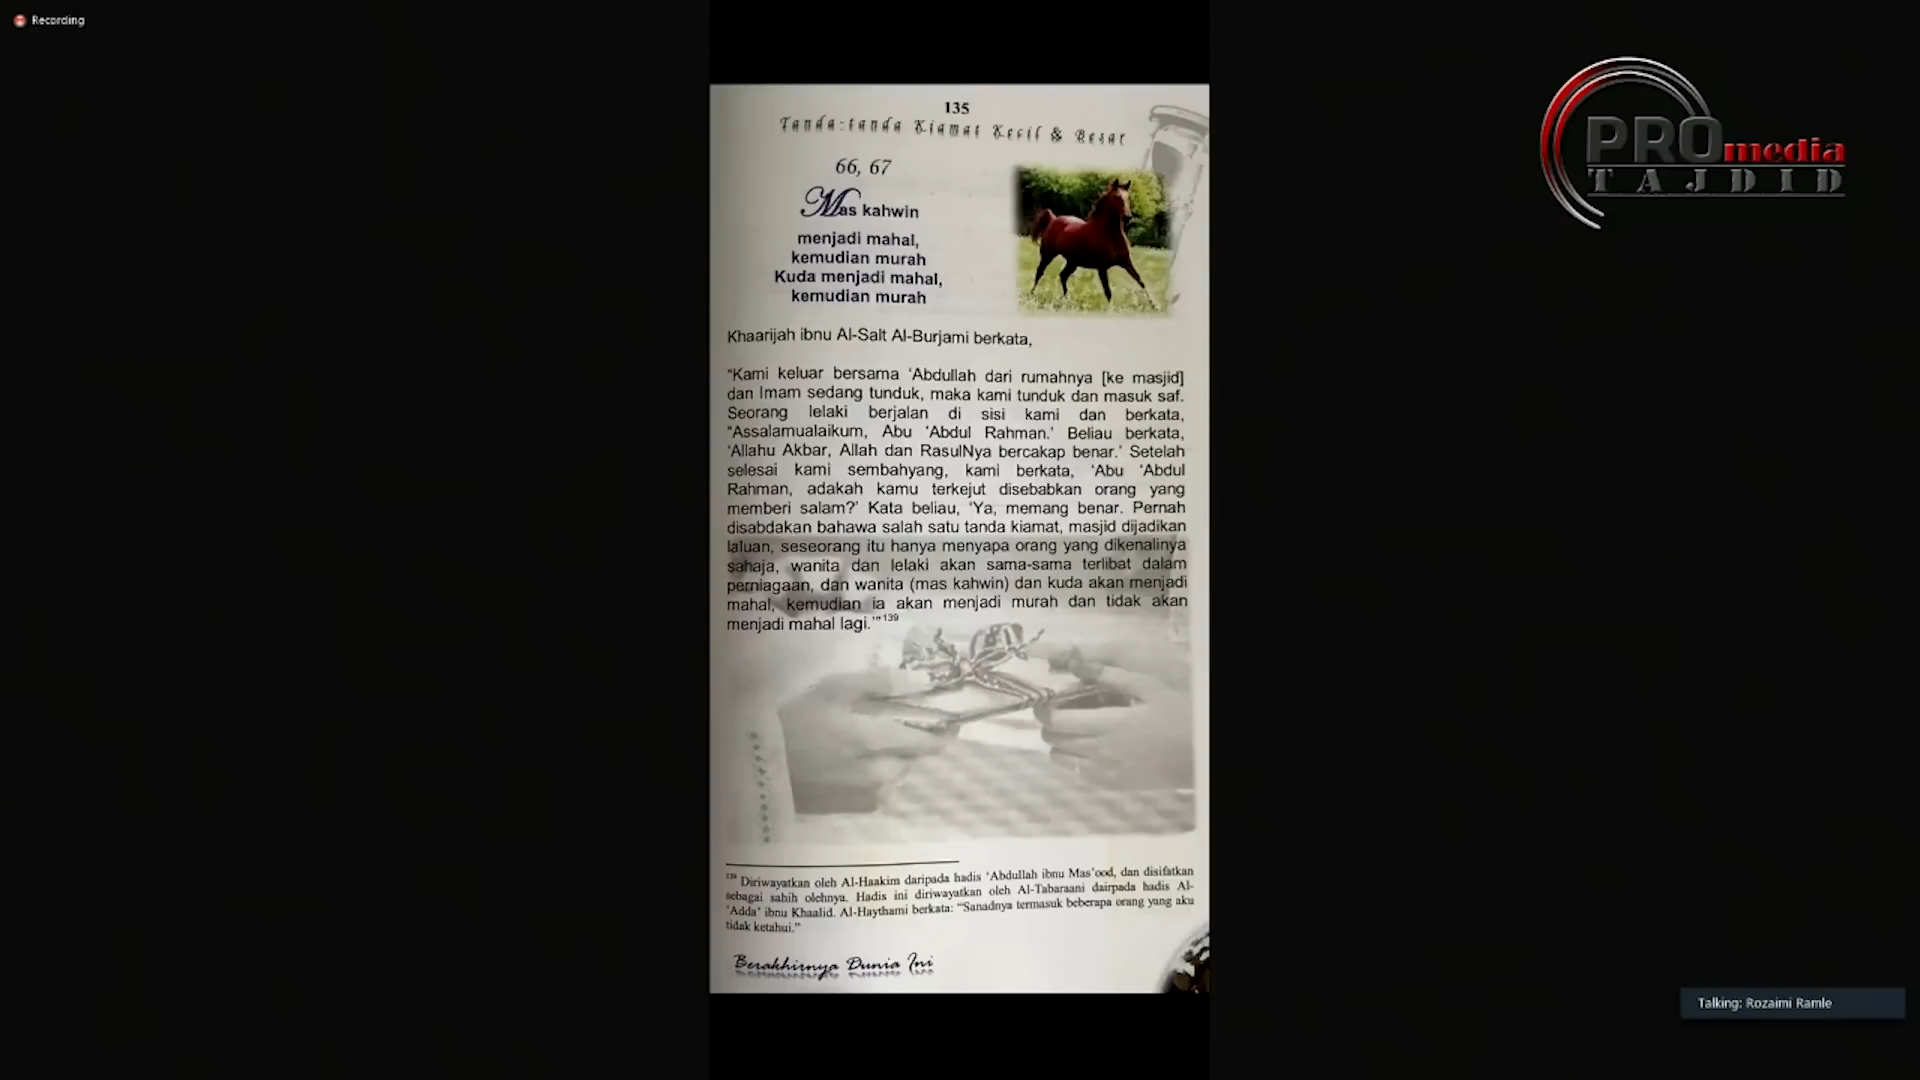 Recording
PROmedia
TAJDID
135
Tanda-tanda Kiamat Kecil & Besar
66, 67
Mas kahwin
menjadi mahal,
kemudian murah
Kuda menjadi mahal,
kemudian murah
Khaarijah ibnu Al-Salt Al-Burjami berkata,
"Kami keluar bersama 'Abdullah dari rumahnya [ke masjid]
dan Imam sedang tunduk, maka kami tunduk dan masuk saf.
Seorang lelaki berjalan di sisi kami dan berkata,
"Assalamualaikum, Abu 'Abdul Rahman.' Beliau berkata,
'Allahu Akbar, Allah dan RasulNya bercakap benar.' Setelah
selesai kami sembahyang, kami berkata, 'Abu 'Abdul
Rahman, adakah kamu terkejut disebabkan orang yang
memberi salam?' Kata beliau, 'Ya, memang benar. Pernah
disabdakan bahawa salah satu tanda kiamat, masjid dijadikan
laluan, seseorang itu hanya menyapa orang yang dikenalinya
sahaja, wanita dan lelaki akan sama-sama terlibat dalam
perniagaan, dan wanita (mas kahwin) dan kuda akan menjadi
mahal, kemudian ia akan menjadi murah dan tidak akan
menjadi mahal lagi.'"139
139 Diriwayatkan oleh Al-Haakim daripada hadis 'Abdullah ibnu Mas'ood, dan disifatkan
sebagai sahih olehnya. Hadis ini diriwayatkan oleh Al-Tabaraani dairpada hadis Al-
'Adda' ibnu Khaalid. Al-Haythami berkata: "Sanadnya termasuk beberapa orang yang aku
tidak ketahui."
Berakhirnya Dunia Ini
Talking: Rozaimi Ramle